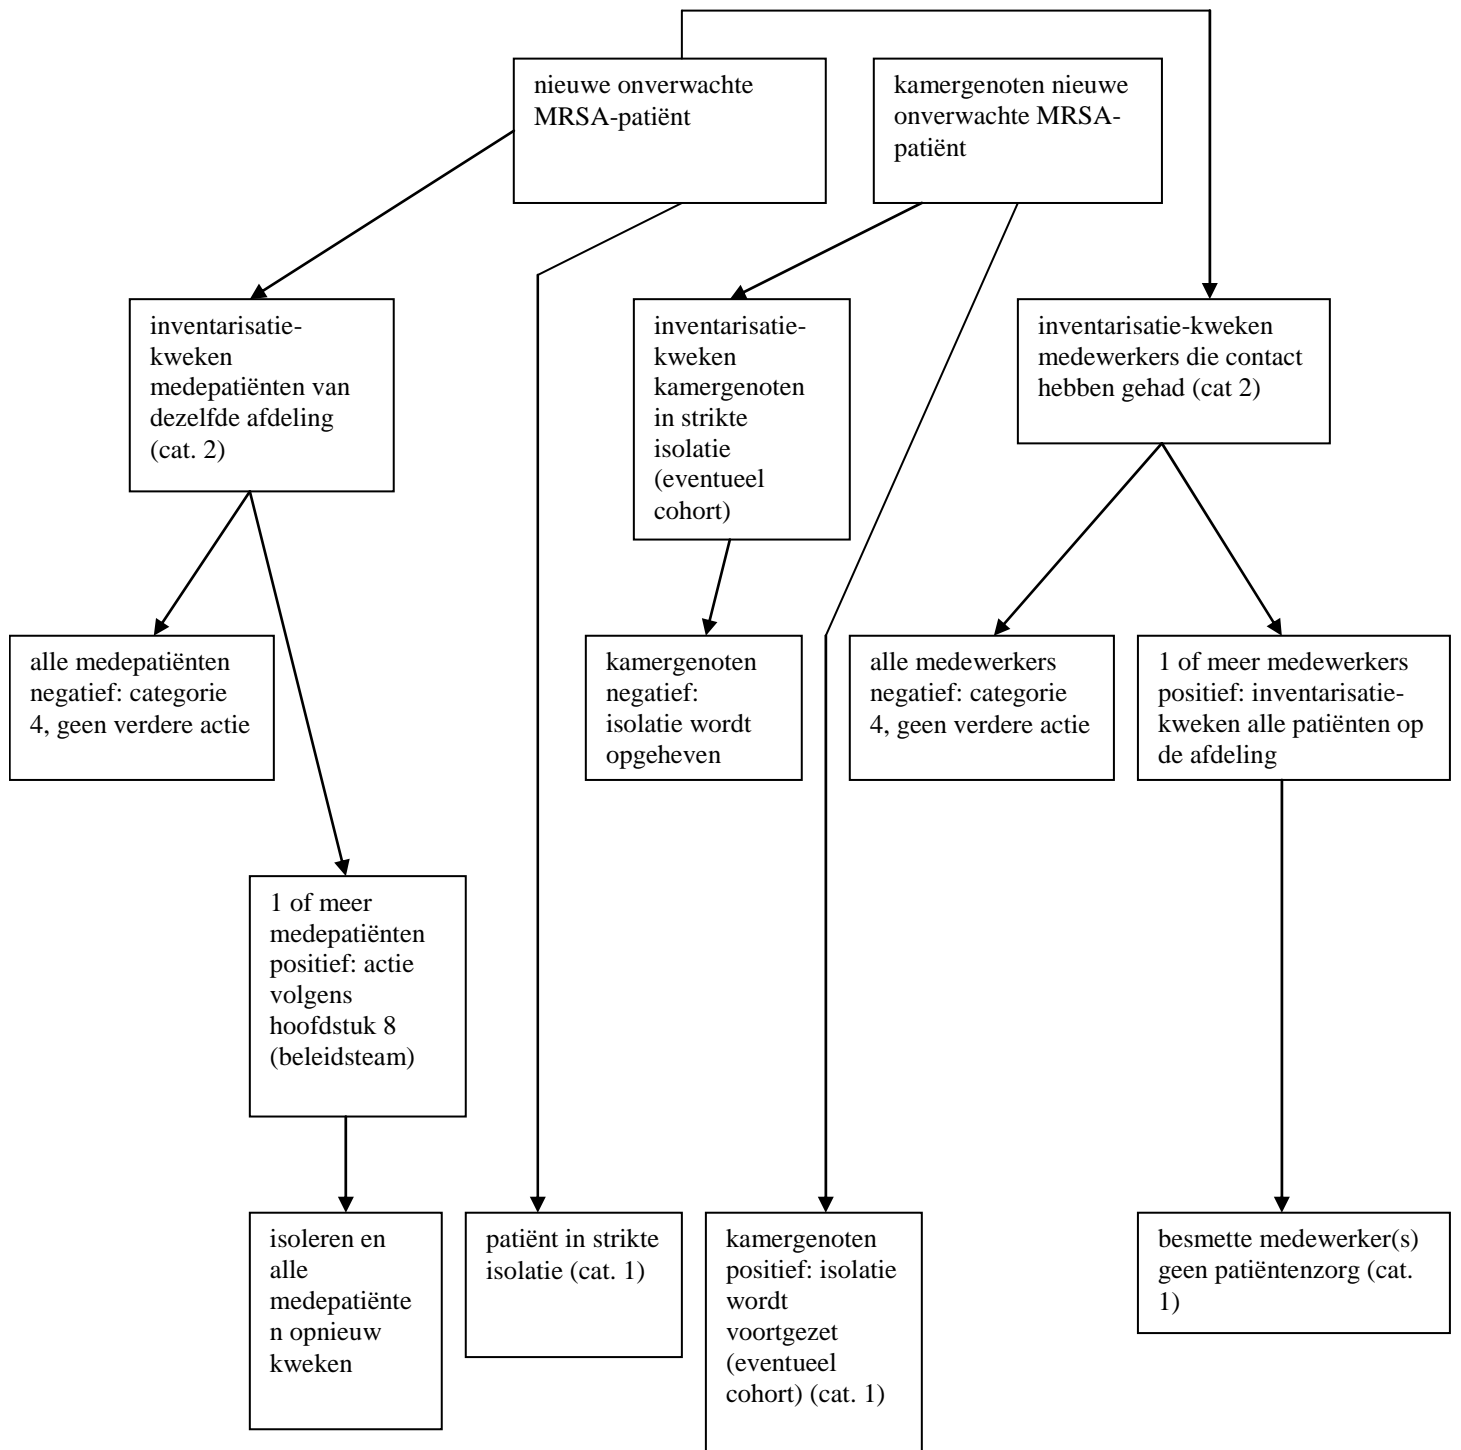 nieuwe onverwachte
MRSA-patiënt
kamergenoten nieuwe
onverwachte MRSA-
patiënt
inventarisatie-
kweken
medepatiënten van
dezelfde afdeling
(cat. 2)
inventarisatie-
kweken
kamergenoten
in strikte
isolatie
(eventueel
cohort)
inventarisatie-kweken
medewerkers die contact
hebben gehad (cat 2)
alle medepatiënten
negatief: categorie
4, geen verdere actie
kamergenoten
negatief:
isolatie wordt
opgeheven
alle medewerkers
negatief: categorie
4, geen verdere actie
1 of meer medewerkers
positief: inventarisatie-
kweken alle patiënten op
de afdeling
1 of meer
medepatiënten
positief: actie
volgens
hoofdstuk 8
(beleidsteam)
isoleren en
alle
medepatiënte
n opnieuw
kweken
patiënt in strikte
isolatie (cat. 1)
kamergenoten
positief: isolatie
wordt
voortgezet
(eventueel
cohort) (cat. 1)
besmette medewerker(s)
geen patiëntenzorg (cat.
1)